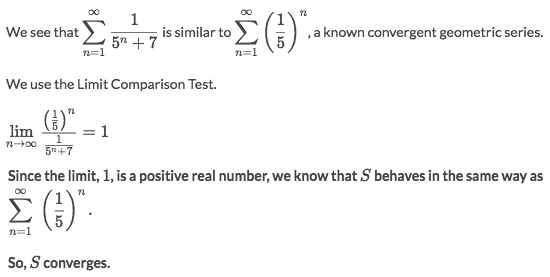 We see that $\sum_{n=1}^{\infty} \frac{1}{5^n + 7}$ is similar to $\sum_{n=1}^{\infty} \left(\frac{1}{5}\right)^n$, a known convergent geometric series.
We use the Limit Comparison Test.
$\lim_{n \to \infty} \frac{\left(\frac{1}{5}\right)^n}{\frac{1}{5^n+7}} = 1$
Since the limit, 1, is a positive real number, we know that $S$ behaves in the same way as
$\sum_{n=1}^{\infty} \left(\frac{1}{5}\right)^n$.
So, $S$ converges.